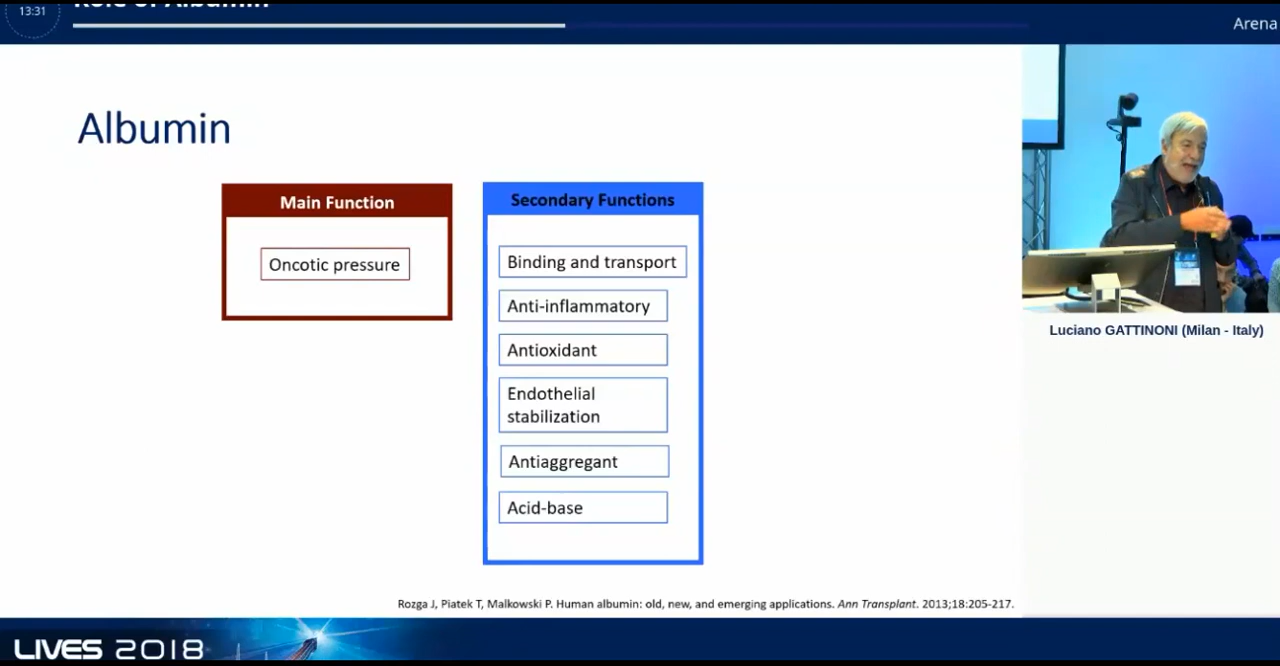 13:31
Role of Albumin
Arena
Albumin
Main Function
Oncotic pressure
Secondary Functions
Binding and transport
Anti-inflammatory
Antioxidant
Endothelial
stabilization
Antiaggregant
Acid-base
Luciano GATTINONI (Milan - Italy)
Rozga J, Piatek T, Malkowski P. Human albumin: old, new, and emerging applications. Ann Transplant. 2013;18:205-217.
LIVES 2018